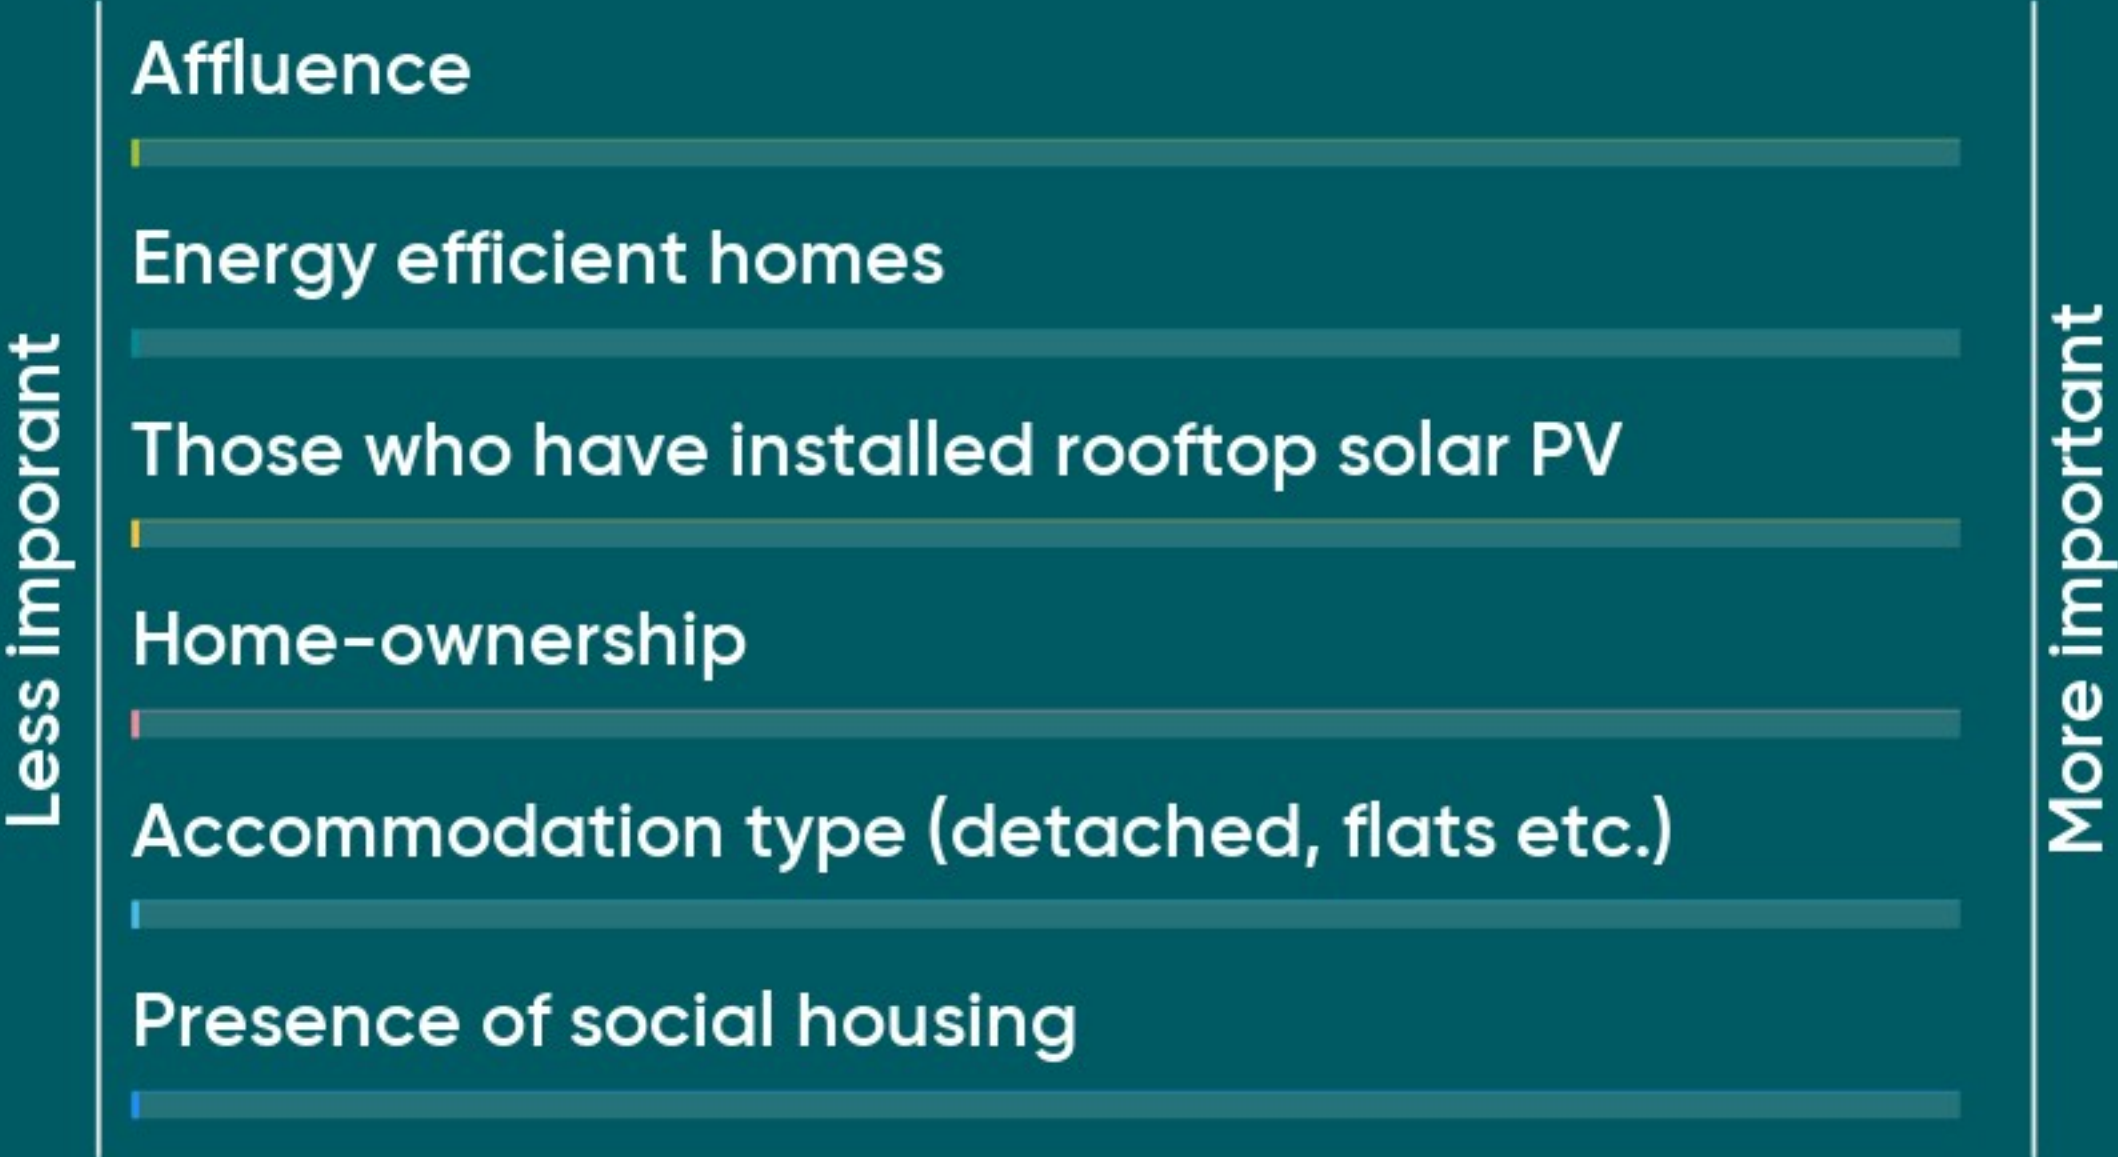 Less imporant
Affluence
Energy efficient homes
Those who have installed rooftop solar PV
Home-ownership
Accommodation type (detached, flats etc.)
Presence of social housing
More important